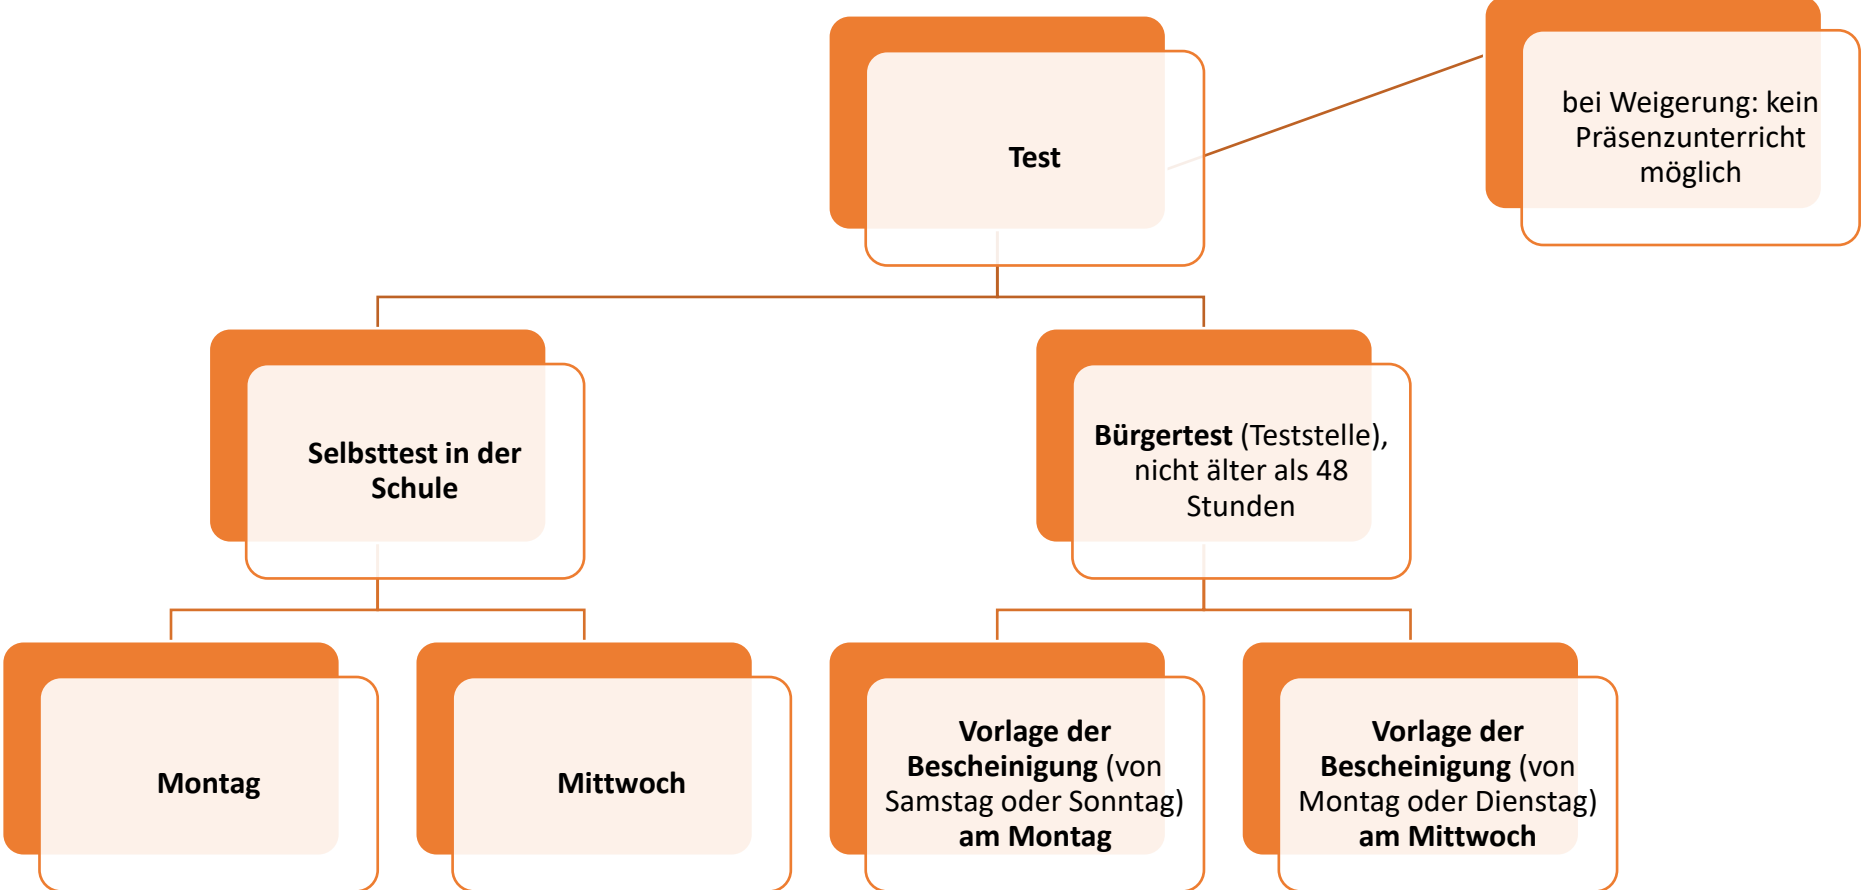 Test
bei Weigerung: kein
Präsenzunterricht
möglich
Selbsttest in der
Schule
Bürgertest (Teststelle),
nicht älter als 48
Stunden
Montag
Mittwoch
Vorlage der
Bescheinigung (von
Samstag oder Sonntag)
am Montag
Vorlage der
Bescheinigung (von
Montag oder Dienstag)
am Mittwoch